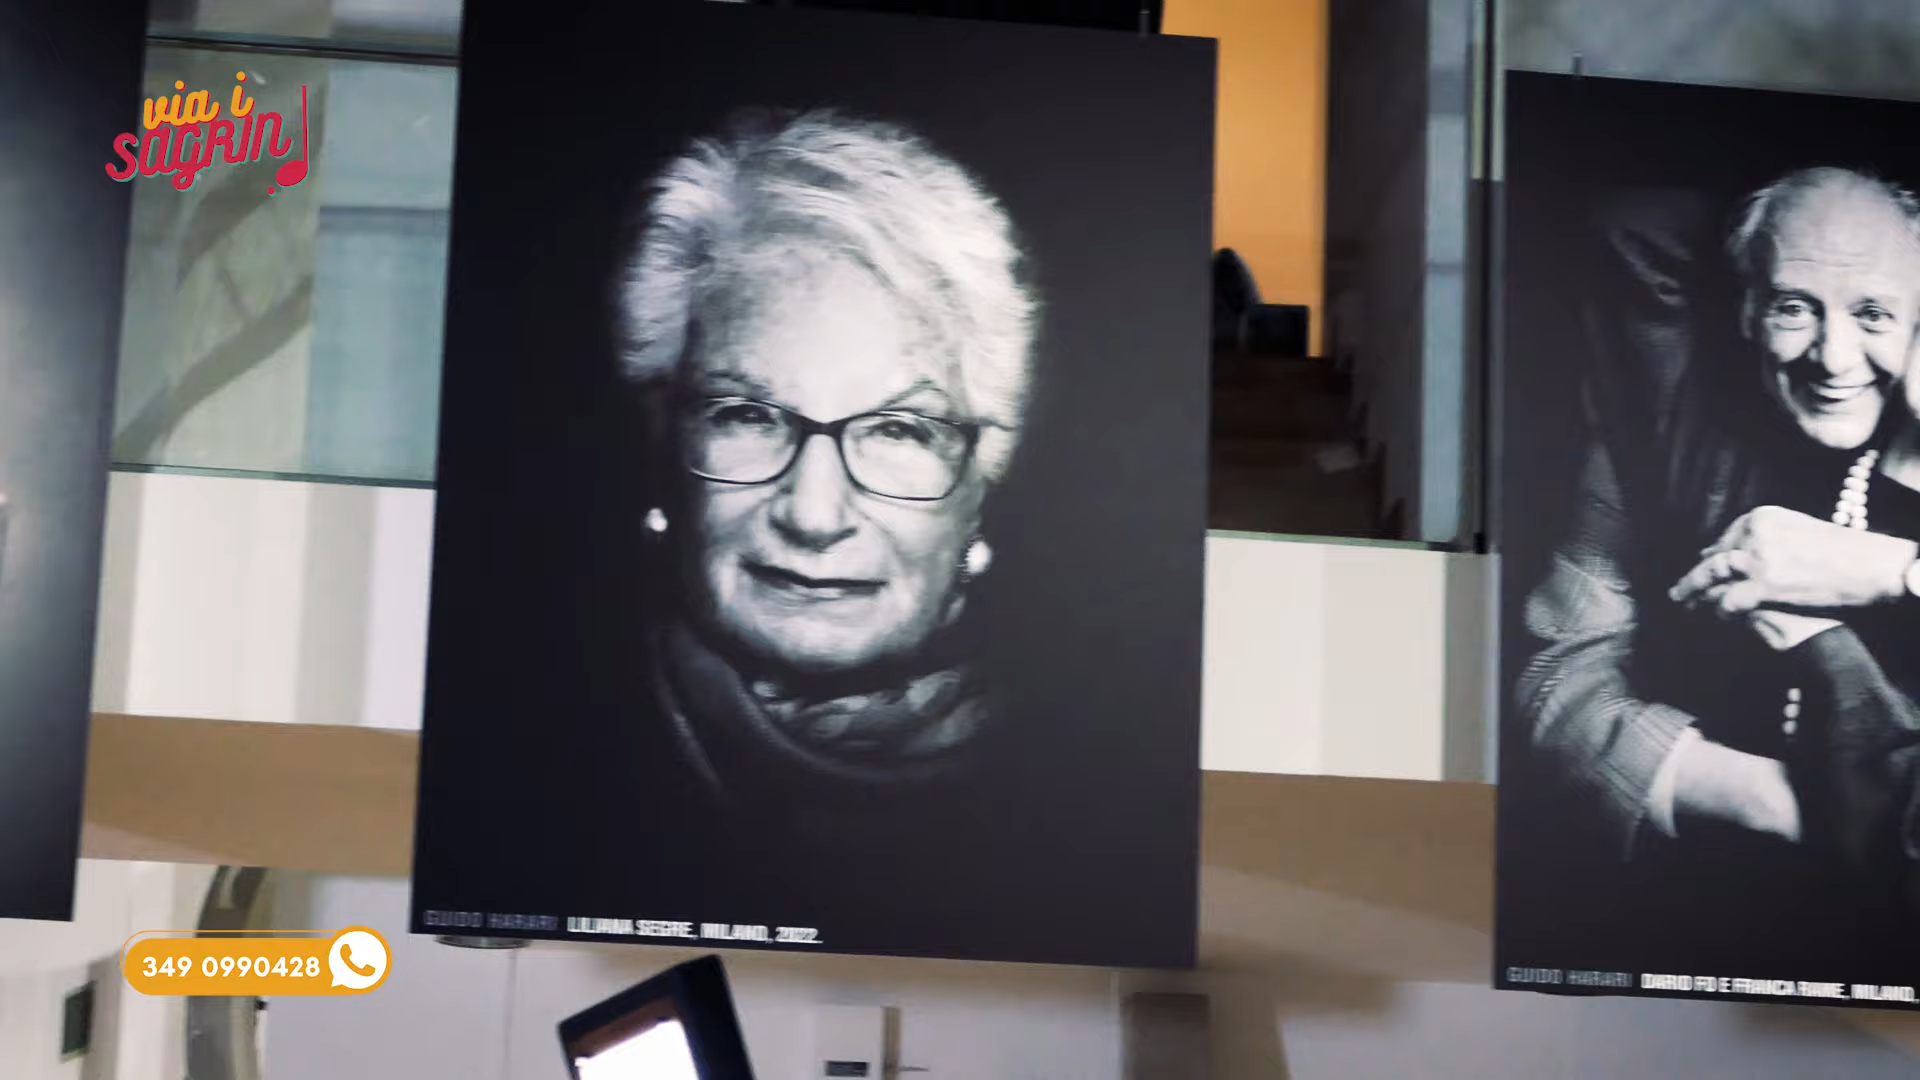 via i
SAGRIN
GUIDO HARARI LILIANA SEGRE, MILANO, 2022.
GUIDO HARARI DARIO FO E FRANCA RAME, MILANO,
349 0990428